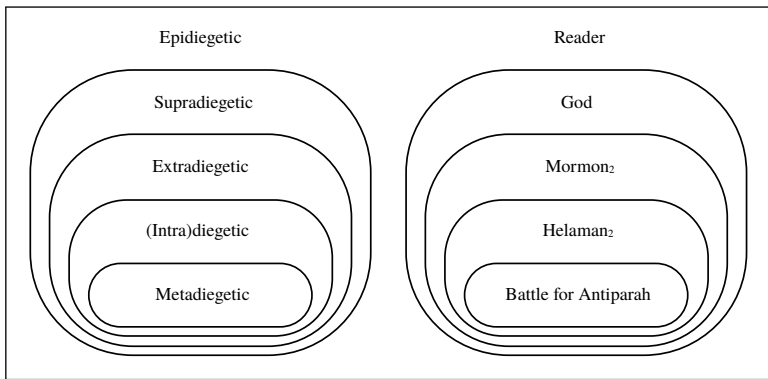 Epidiegetic
Supradiegetic
Extradiegetic
(Intra)diegetic
Metadiegetic
Reader
God
Mormon₂
Helaman₂
Battle for Antiparah